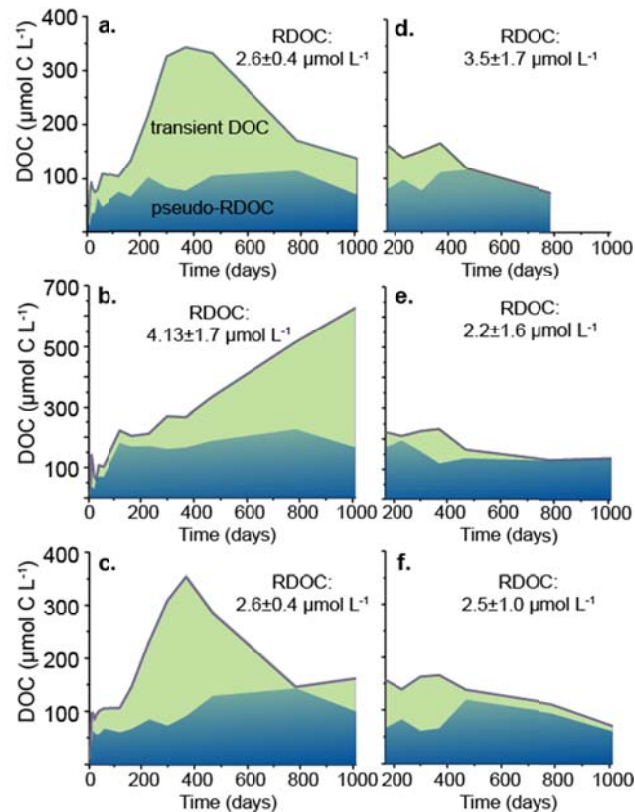 a.
RDOC:
2.6±0.4 µmol L⁻¹
transient DOC
pseudo-RDOC
DOC (µmol C L⁻¹)
400
300
200
100
0 200 400 600 800 1000
Time (days)
d.
RDOC:
3.5±1.7 µmol L⁻¹
200 400 600 800 1000
Time (days)
b.
RDOC:
4.13±1.7 µmol L⁻¹
DOC (µmol C L⁻¹)
700
500
300
100
0 200 400 600 800 1000
Time (days)
e.
RDOC:
2.2±1.6 µmol L⁻¹
200 400 600 800 1000
Time (days)
c.
RDOC:
2.6±0.4 µmol L⁻¹
DOC (µmol C L⁻¹)
400
300
200
100
0 200 400 600 800 1000
Time (days)
f.
RDOC:
2.5±1.0 µmol L⁻¹
200 400 600 800 1000
Time (days)